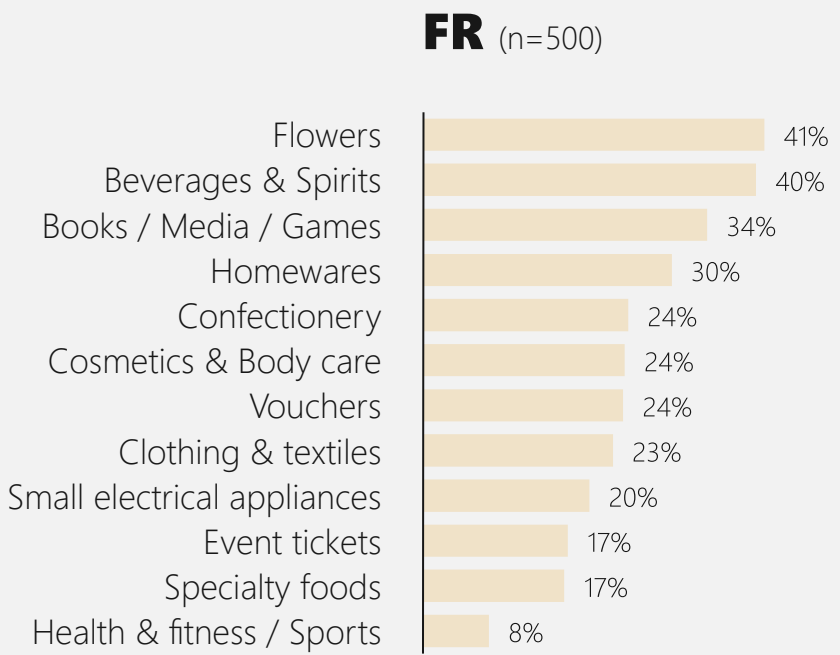 FR (n=500)
Flowers 41%
Beverages & Spirits 40%
Books / Media / Games 34%
Homewares 30%
Confectionery 24%
Cosmetics & Body care 24%
Vouchers 24%
Clothing & textiles 23%
Small electrical appliances 20%
Event tickets 17%
Specialty foods 17%
Health & fitness / Sports 8%